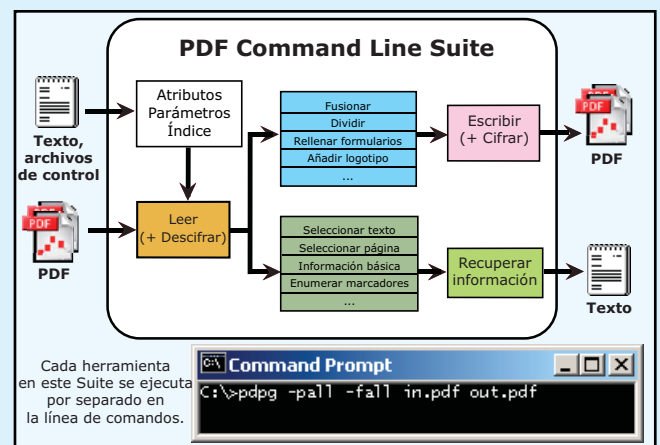 PDF Command Line Suite
Texto,
archivos
de control
PDF
PDF
PDF
Atributos
Parámetros
Índice
Leer
(+ Descifrar)
Fusionar
Dividir
Rellenar formularios
Añadir logotipo
...
Escribir
(+ Cifrar)
PDF
PDF
PDF
Seleccionar texto
Seleccionar página
Información básica
Enumerar marcadores
...
Recuperar
información
Texto
Cada herramienta
en este Suite se ejecuta
por separado en
la línea de comandos.
C:\
Command Prompt
C:\>pdpg -pall -fall in.pdf out.pdf